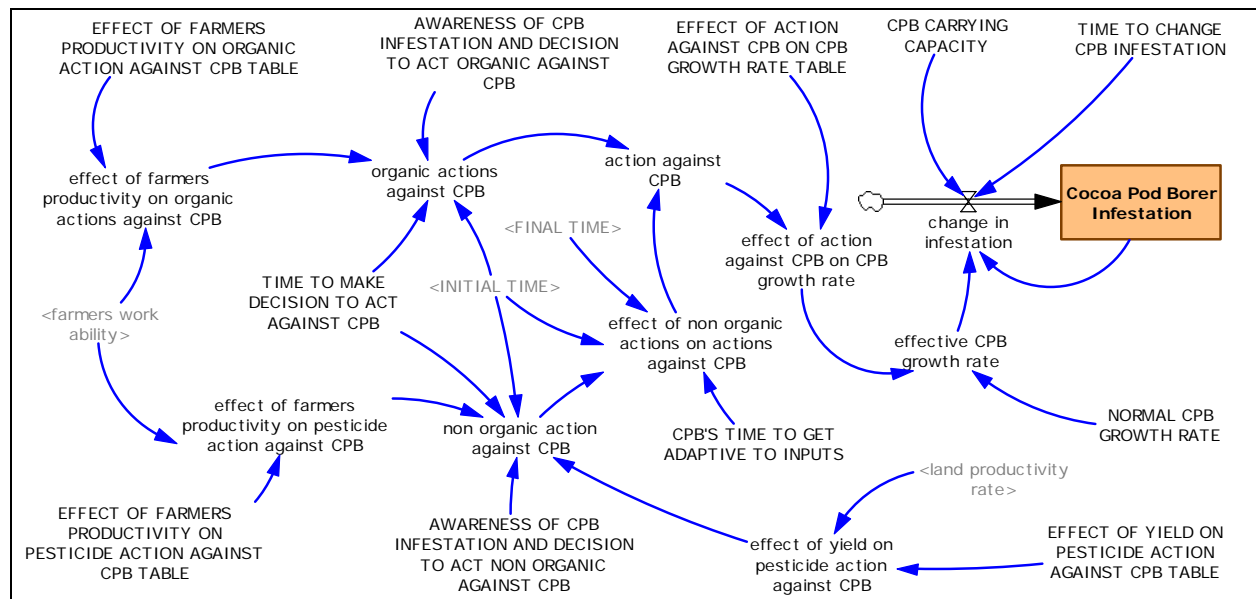 EFFECT OF FARMERS
PRODUCTIVITY ON ORGANIC
ACTION AGAINST CPB TABLE
AWARENESS OF CPB
INFESTATION AND DECISION
TO ACT ORGANIC AGAINST
CPB
EFFECT OF ACTION
AGAINST CPB ON CPB
GROWTH RATE TABLE
CPB CARRYING
CAPACITY
TIME TO CHANGE
CPB INFESTATION
effect of farmers
productivity on organic
actions against CPB
organic actions
against CPB
action against
CPB
Cocoa Pod Borer
Infestation
change in
infestation
<FINAL TIME>
effect of action
against CPB on CPB
growth rate
TIME TO MAKE
DECISION TO ACT
AGAINST CPB
<INITIAL TIME>
<farmers work
ability>
effect of non organic
actions on actions
against CPB
effective CPB
growth rate
effect of farmers
productivity on pesticide
action against CPB
non organic action
against CPB
CPB'S TIME TO GET
ADAPTIVE TO INPUTS
NORMAL CPB
GROWTH RATE
<land productivity
rate>
EFFECT OF FARMERS
PRODUCTIVITY ON
PESTICIDE ACTION AGAINST
CPB TABLE
AWARENESS OF CPB
INFESTATION AND DECISION
TO ACT NON ORGANIC
AGAINST CPB
effect of yield on
pesticide action
against CPB
EFFECT OF YIELD ON
PESTICIDE ACTION
AGAINST CPB TABLE